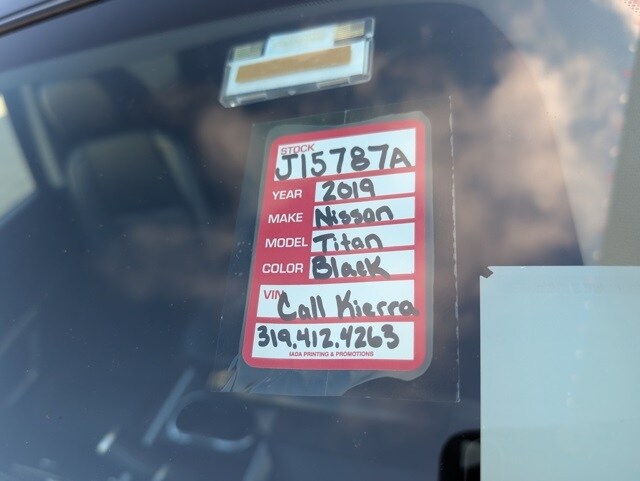 STOCK
J15787A
YEAR 2019
MAKE Nissan
MODEL Titan
COLOR Black
VIN Call Kierra
319.412.4263
IADA PRINTING & PROMOTIONS